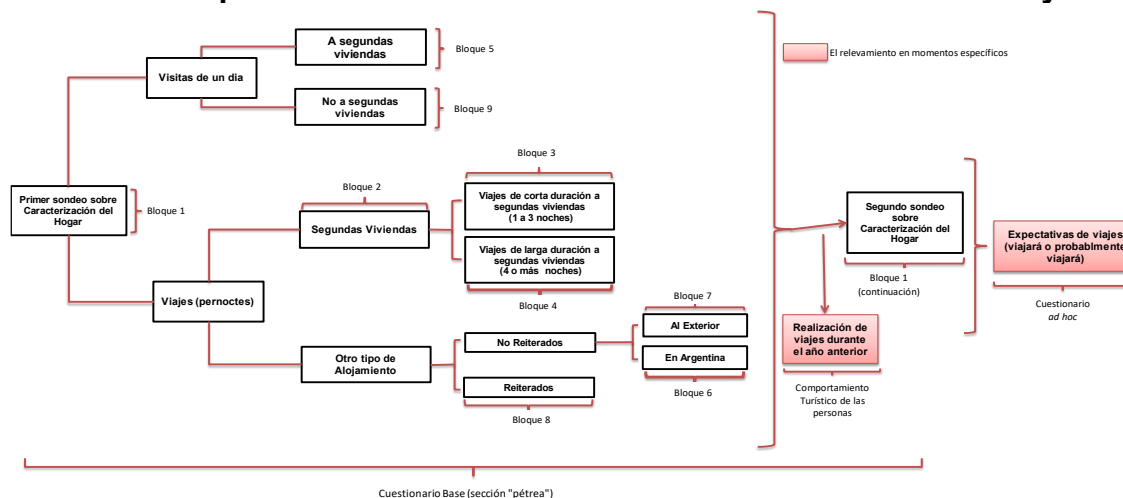 A segundas
viviendas
Bloque 5
El relevamiento en momentos específicos
Visitas de un dia
No a segundas
viviendas
Bloque 9
Bloque 3
Bloque 2
Viajes de corta duración a
segundas viviendas
(1 a 3 noches)
Primer sondeo sobre
Caracterización del
Hogar
Bloque 1
Segundas Viviendas
Segundo sondeo
sobre
Caracterización del
Hogar
Viajes de larga duración a
segundas viviendas
(4 o más noches)
Expectativas de viajes
(viajará o probablmente
viajará)
Bloque 1
(continuación)
Viajes (pernoctes)
Bloque 4
Bloque 7
Cuestionario
ad hoc
Al Exterior
No Reiterados
Realización de
viajes durante
el año anterior
Otro tipo de
Alojamiento
En Argentina
Reiterados
Bloque 6
Bloque 8
Comportamiento
Turístico de las
personas
Cuestionario Base (sección "pétrea")